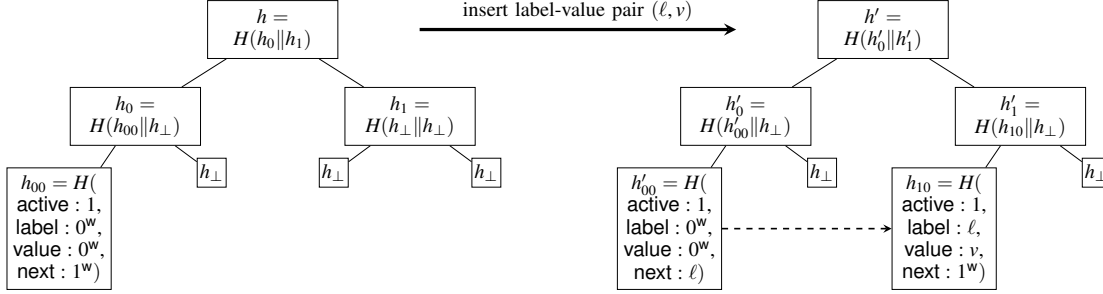 insert label-value pair (ℓ, v)
h =
H(h₀‖h₁)
h₀ =
H(h₀₀‖h⊥)
h₁ =
H(h⊥‖h⊥)
h₀₀ = H(
active : 1,
label : 0ʷ,
value : 0ʷ,
next : 1ʷ)
h⊥
h⊥
h⊥
h′ =
H(h′₀‖h′₁)
h′₀ =
H(h′₀₀‖h⊥)
h′₁ =
H(h₁₀‖h⊥)
h′₀₀ = H(
active : 1,
label : 0ʷ,
value : 0ʷ,
next : ℓ)
h⊥
h₁₀ = H(
active : 1,
label : ℓ,
value : v,
next : 1ʷ)
h⊥